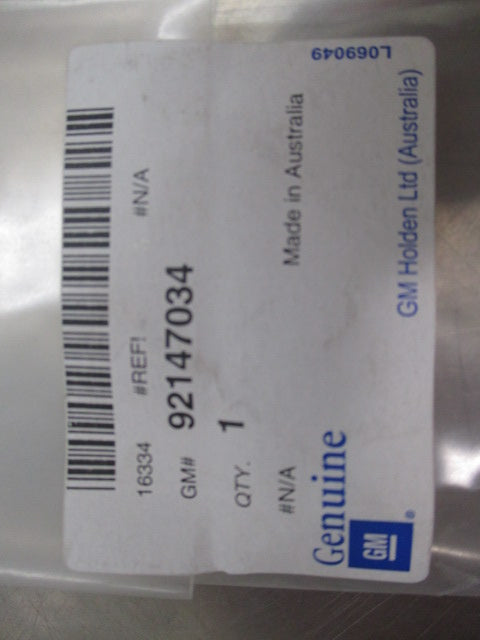 16334 #REF! #N/A
GM# 92147034
QTY. 1
#N/A Made in Australia
Genuine
GM ®
GM Holden Ltd (Australia)
L069049